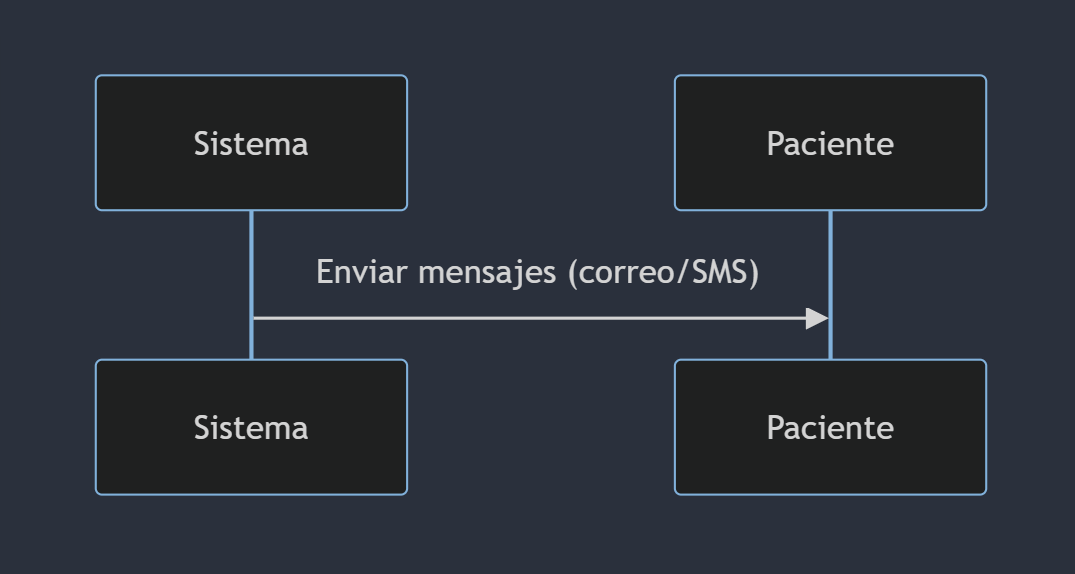 Sistema
Paciente
Enviar mensajes (correo/SMS)
Sistema
Paciente